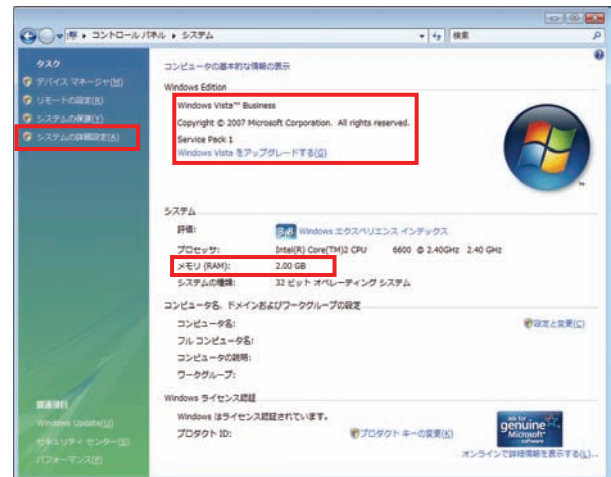 コントロール パネル ▸ システム
検索
タスク
デバイス マネージャ(M)
リモートの設定(R)
システムの保護(Y)
システムの詳細設定(A)
関連項目
Windows Update(U)
セキュリティ センター(S)
パフォーマンス(P)
コンピュータの基本的な情報の表示
Windows Edition
Windows Vista™ Business
Copyright © 2007 Microsoft Corporation. All rights reserved.
Service Pack 1
Windows Vista をアップグレードする(G)
システム
評価: Windows エクスペリエンス インデックス
プロセッサ: Intel(R) Core(TM)2 CPU 6600 @ 2.40GHz 2.40 GHz
メモリ (RAM): 2.00 GB
システムの種類: 32 ビット オペレーティング システム
コンピュータ名、ドメインおよびワークグループの設定
コンピュータ名: 設定と変更(C)
フル コンピュータ名:
コンピュータの説明:
ワークグループ:
Windows ライセンス認証
Windows はライセンス認証されています。
プロダクト ID: プロダクト キーの変更(K)
ask for
genuine
Microsoft
software
オンラインで詳細情報を表示する(L)...